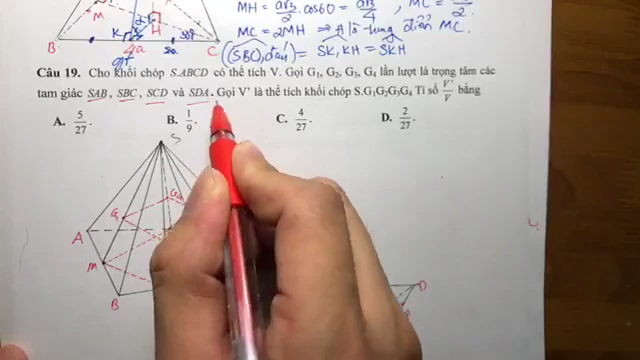 M
B
C
K
H
MH = a√3/2 . cos60 = a√3/4 , MC =
MC = 2MH ⇒ H là trung điểm MC.
((SBC), đáy) = SK, KH = SKH
Câu 19. Cho khối chóp S.ABCD có thể tích V. Gọi G1, G2, G3, G4 lần lượt là trọng tâm các
tam giác SAB, SBC, SCD và SDA. Gọi V' là thể tích khối chóp S.G1G2G3G4 Tỉ số V'/V bằng
A. 5/27. B. 1/9. C. 4/27. D. 2/27.
S
A
M
B
D